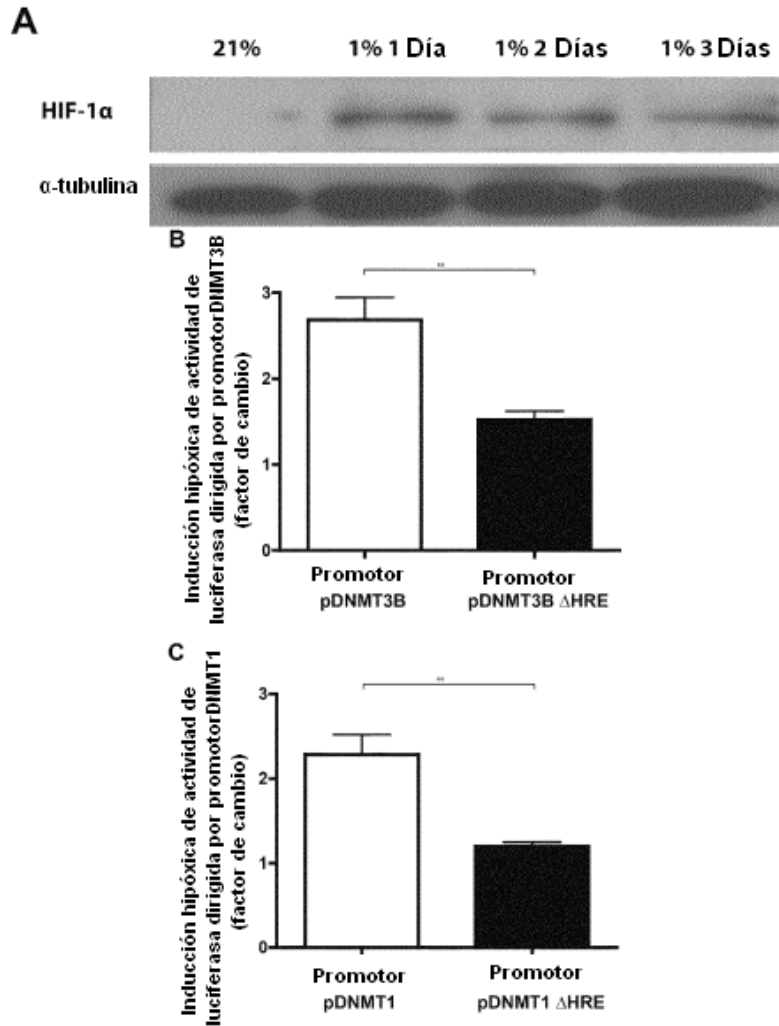 A
21% 1% 1 Día 1% 2 Días 1% 3 Días
HIF-1α
α-tubulina
B
Inducción hipóxica de actividad de
luciferasa dirigida por promotorDNMT3B
(factor de cambio)
**
3
2
1
0
Promotor Promotor
pDNMT3B pDNMT3B ΔHRE
C
Inducción hipóxica de actividad de
luciferasa dirigida por promotorDNMT1
(factor de cambio)
**
3
2
1
0
Promotor Promotor
pDNMT1 pDNMT1 ΔHRE